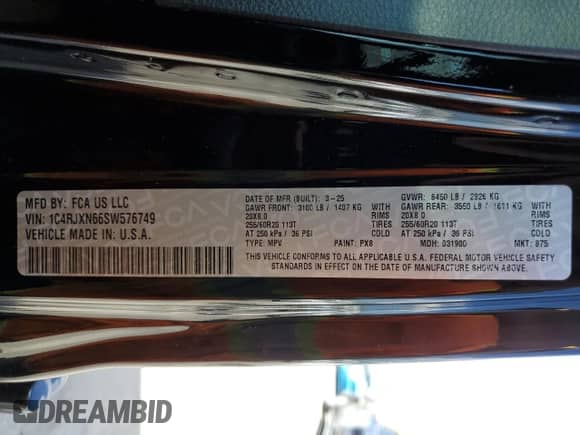 MFD BY: FCA US LLC
VIN: 1C4RJXN66SW576749
VEHICLE MADE IN: U.S.A.
DATE OF MFR (BUILT): 3-25
GAWR FRONT: 3100 LB / 1407 KG WITH
20X8.0 RIMS
255/60R20 113T TIRES
AT 250 kPa / 36 PSI COLD
TYPE: MPV PAINT: PX8
GVWR: 6450 LB / 2926 KG
GAWR REAR: 3550 LB / 1611 KG WITH
20X8.0 RIMS
255/60R20 113T TIRES
AT 250 kPa / 36 PSI COLD
MDH: 031900 MKT: 875
THIS VEHICLE CONFORMS TO ALL APPLICABLE U.S.A. FEDERAL MOTOR VEHICLE SAFETY
STANDARDS IN EFFECT ON THE DATE OF MANUFACTURE SHOWN ABOVE.
DREAMBID